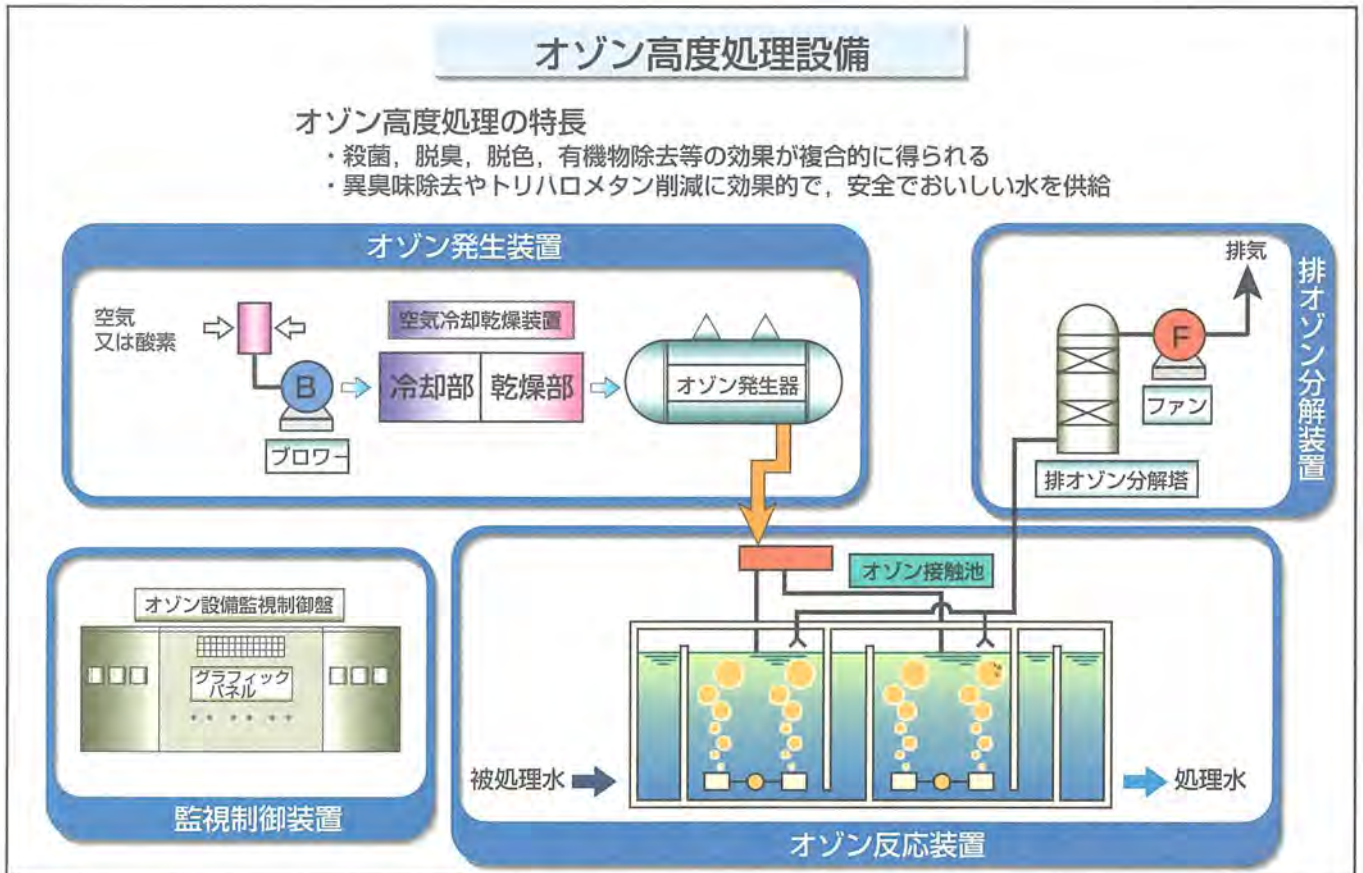 オゾン高度処理設備
オゾン高度処理の特長
・殺菌，脱臭，脱色，有機物除去等の効果が複合的に得られる
・異臭味除去やトリハロメタン削減に効果的で，安全でおいしい水を供給
オゾン発生装置
空気
又は酸素
B
ブロワー
空気冷却乾燥装置
冷却部
乾燥部
オゾン発生器
排気
F
ファン
排オゾン分解塔
排オゾン分解装置
オゾン設備監視制御盤
グラフィック
パネル
監視制御装置
オゾン接触池
被処理水
処理水
オゾン反応装置